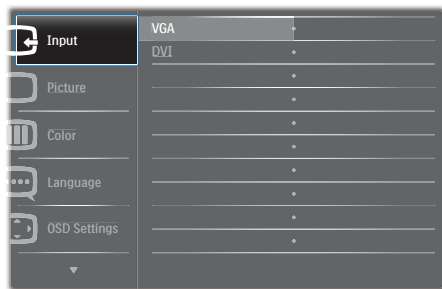 Input
VGA
DVI
Picture
Color
Language
OSD Settings